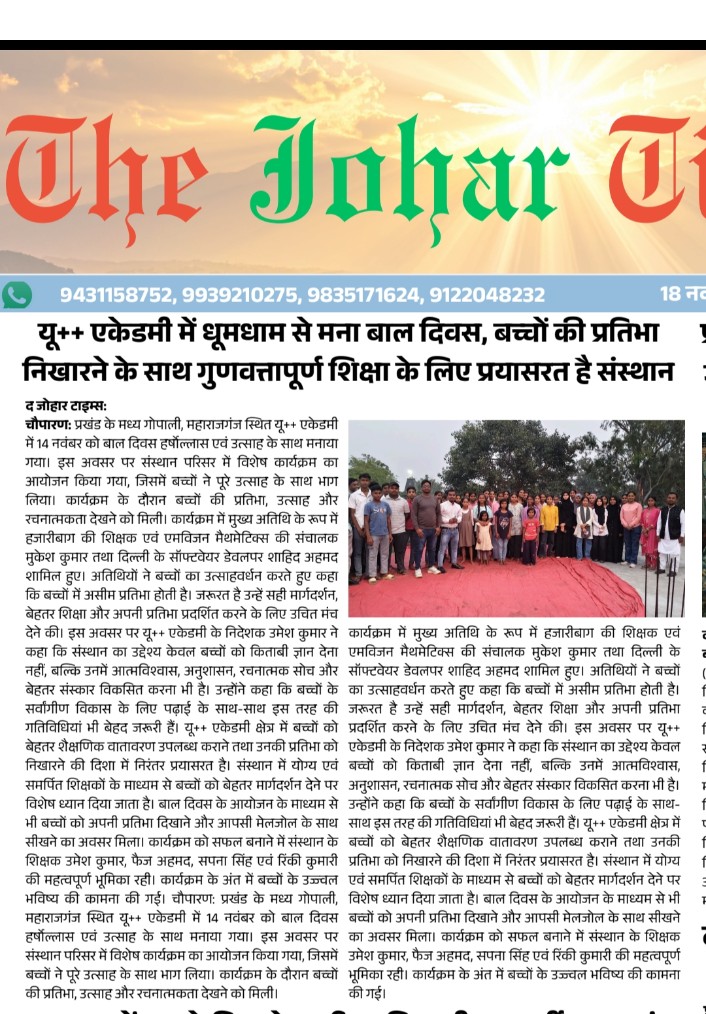 The Johar Ti
9431158752, 9939210275, 9835171624, 9122048232
18 नव
यू++ एकेडमी में धूमधाम से मना बाल दिवस, बच्चों की प्रतिभा
निखारने के साथ गुणवत्तापूर्ण शिक्षा के लिए प्रयासरत है संस्थान
द जोहार टाइम्स:
चौपारण: प्रखंड के मध्य गोपाली, महाराजगंज स्थित यू++ एकेडमी
में 14 नवंबर को बाल दिवस हर्षोल्लास एवं उत्साह के साथ मनाया
गया। इस अवसर पर संस्थान परिसर में विशेष कार्यक्रम का
आयोजन किया गया, जिसमें बच्चों ने पूरे उत्साह के साथ भाग
लिया। कार्यक्रम के दौरान बच्चों की प्रतिभा, उत्साह और
रचनात्मकता देखने को मिली। कार्यक्रम में मुख्य अतिथि के रूप में
हजारीबाग की शिक्षक एवं एमविजन मैथमेटिक्स की संचालक
मुकेश कुमार तथा दिल्ली के सॉफ्टवेयर डेवलपर शाहिद अहमद
शामिल हुए। अतिथियों ने बच्चों का उत्साहवर्धन करते हुए कहा
कि बच्चों में असीम प्रतिभा होती है। जरूरत है उन्हें सही मार्गदर्शन,
बेहतर शिक्षा और अपनी प्रतिभा प्रदर्शित करने के लिए उचित मंच
देने की। इस अवसर पर यू++ एकेडमी के निदेशक उमेश कुमार ने
कहा कि संस्थान का उद्देश्य केवल बच्चों को किताबी ज्ञान देना
नहीं, बल्कि उनमें आत्मविश्वास, अनुशासन, रचनात्मक सोच और
बेहतर संस्कार विकसित करना भी है। उन्होंने कहा कि बच्चों के
सर्वांगीण विकास के लिए पढ़ाई के साथ-साथ इस तरह की
गतिविधियां भी बेहद जरूरी हैं। यू++ एकेडमी क्षेत्र में बच्चों को
बेहतर शैक्षणिक वातावरण उपलब्ध कराने तथा उनकी प्रतिभा को
निखारने की दिशा में निरंतर प्रयासरत है। संस्थान में योग्य एवं
समर्पित शिक्षकों के माध्यम से बच्चों को बेहतर मार्गदर्शन देने पर
विशेष ध्यान दिया जाता है। बाल दिवस के आयोजन के माध्यम से
भी बच्चों को अपनी प्रतिभा दिखाने और आपसी मेलजोल के साथ
सीखने का अवसर मिला। कार्यक्रम को सफल बनाने में संस्थान के
शिक्षक उमेश कुमार, फैज अहमद, सपना सिंह एवं रिंकी कुमारी
की महत्वपूर्ण भूमिका रही। कार्यक्रम के अंत में बच्चों के उज्ज्वल
भविष्य की कामना की गई। चौपारण: प्रखंड के मध्य गोपाली,
महाराजगंज स्थित यू++ एकेडमी में 14 नवंबर को बाल दिवस
हर्षोल्लास एवं उत्साह के साथ मनाया गया। इस अवसर पर
संस्थान परिसर में विशेष कार्यक्रम का आयोजन किया गया, जिसमें
बच्चों ने पूरे उत्साह के साथ भाग लिया। कार्यक्रम के दौरान बच्चों
की प्रतिभा, उत्साह और रचनात्मकता देखने को मिली।
कार्यक्रम में मुख्य अतिथि के रूप में हजारीबाग की शिक्षक एवं
एमविजन मैथमेटिक्स की संचालक मुकेश कुमार तथा दिल्ली के
सॉफ्टवेयर डेवलपर शाहिद अहमद शामिल हुए। अतिथियों ने बच्चों
का उत्साहवर्धन करते हुए कहा कि बच्चों में असीम प्रतिभा होती है।
जरूरत है उन्हें सही मार्गदर्शन, बेहतर शिक्षा और अपनी प्रतिभा
प्रदर्शित करने के लिए उचित मंच देने की। इस अवसर पर यू++
एकेडमी के निदेशक उमेश कुमार ने कहा कि संस्थान का उद्देश्य केवल
बच्चों को किताबी ज्ञान देना नहीं, बल्कि उनमें आत्मविश्वास,
अनुशासन, रचनात्मक सोच और बेहतर संस्कार विकसित करना भी है।
उन्होंने कहा कि बच्चों के सर्वांगीण विकास के लिए पढ़ाई के साथ-
साथ इस तरह की गतिविधियां भी बेहद जरूरी हैं। यू++ एकेडमी क्षेत्र में
बच्चों को बेहतर शैक्षणिक वातावरण उपलब्ध कराने तथा उनकी
प्रतिभा को निखारने की दिशा में निरंतर प्रयासरत है। संस्थान में योग्य
एवं समर्पित शिक्षकों के माध्यम से बच्चों को बेहतर मार्गदर्शन देने पर
विशेष ध्यान दिया जाता है। बाल दिवस के आयोजन के माध्यम से भी
बच्चों को अपनी प्रतिभा दिखाने और आपसी मेलजोल के साथ सीखने
का अवसर मिला। कार्यक्रम को सफल बनाने में संस्थान के शिक्षक
उमेश कुमार, फैज अहमद, सपना सिंह एवं रिंकी कुमारी की महत्वपूर्ण
भूमिका रही। कार्यक्रम के अंत में बच्चों के उज्ज्वल भविष्य की कामना
की गई।